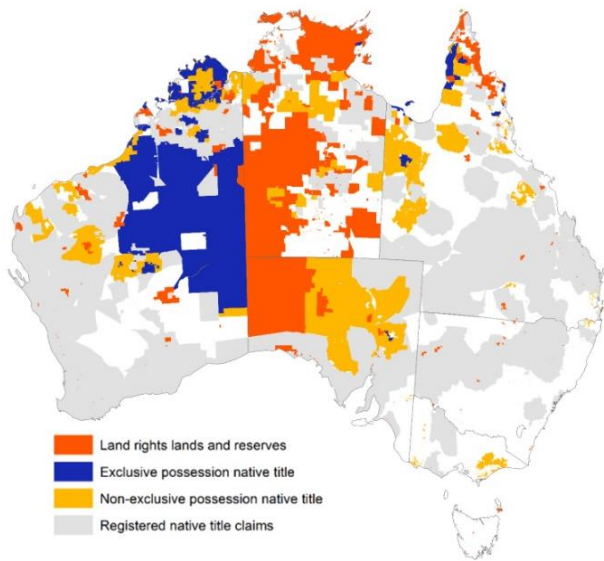 Land rights lands and reserves
Exclusive possession native title
Non-exclusive possession native title
Registered native title claims